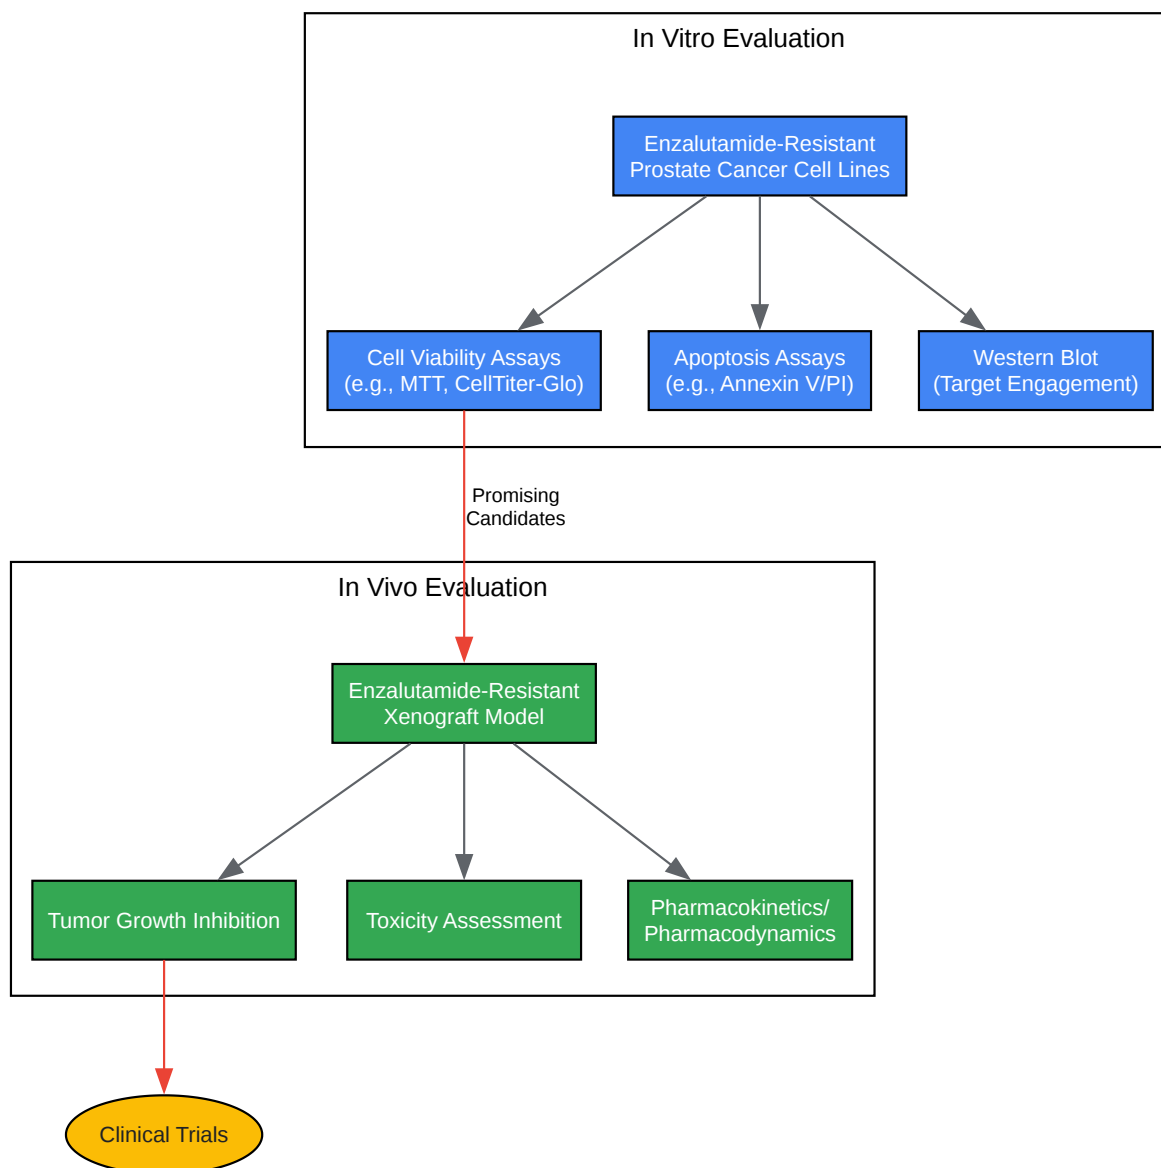 In Vitro Evaluation
Enzalutamide-Resistant
Prostate Cancer Cell Lines
Cell Viability Assays
(e.g., MTT, CellTiter-Glo)
Apoptosis Assays
(e.g., Annexin V/PI)
Western Blot
(Target Engagement)
Promising
Candidates
In Vivo Evaluation
Enzalutamide-Resistant
Xenograft Model
Tumor Growth Inhibition
Toxicity Assessment
Pharmacokinetics/
Pharmacodynamics
Clinical Trials